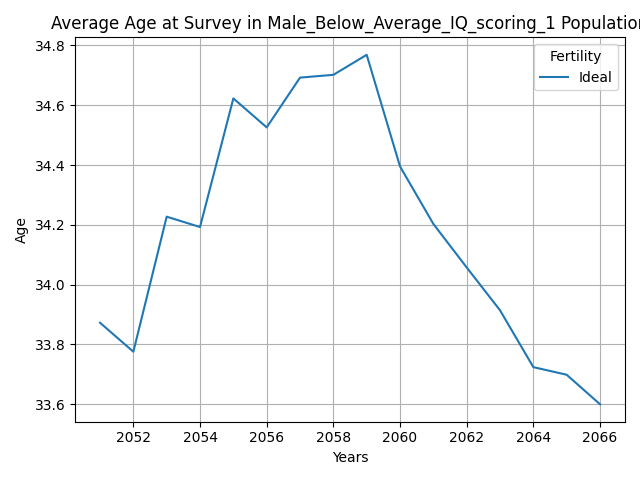 Average Age at Survey in Male_Below_Average_IQ_scoring_1 Population
Fertility
Ideal
34.8
34.6
34.4
34.2
34.0
33.8
33.6
Age
2052 2054 2056 2058 2060 2062 2064 2066
Years